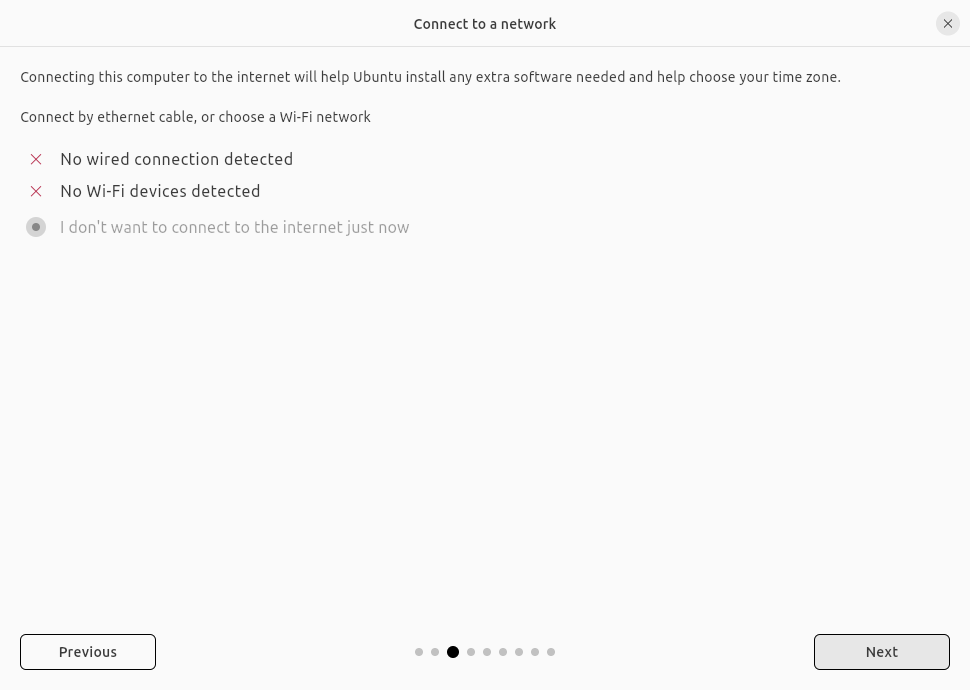 Connect to a network
Connecting this computer to the internet will help Ubuntu install any extra software needed and help choose your time zone.
Connect by ethernet cable, or choose a Wi-Fi network
No wired connection detected
No Wi-Fi devices detected
I don't want to connect to the internet just now
Previous
Next